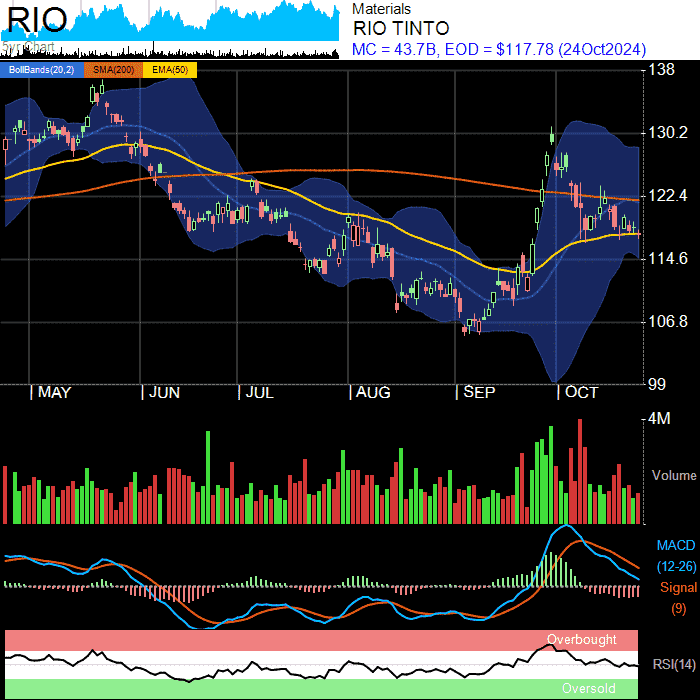 RIO
Materials
RIO TINTO
MC = 43.7B, EOD = $117.78 (24Oct2024)
BollBands(20,2) SMA(200) EMA(50)
138
130.2
122.4
114.6
106.8
99
MAY JUN JUL AUG SEP OCT
4M
Volume
MACD
(12-26)
Signal
(9)
Overbought
RSI(14)
Oversold